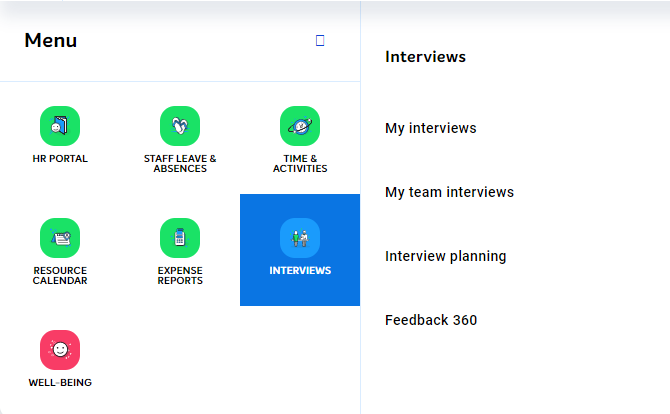 Menu
HR PORTAL
STAFF LEAVE &
ABSENCES
TIME &
ACTIVITIES
RESOURCE
CALENDAR
EXPENSE
REPORTS
INTERVIEWS
WELL-BEING
Interviews
My interviews
My team interviews
Interview planning
Feedback 360